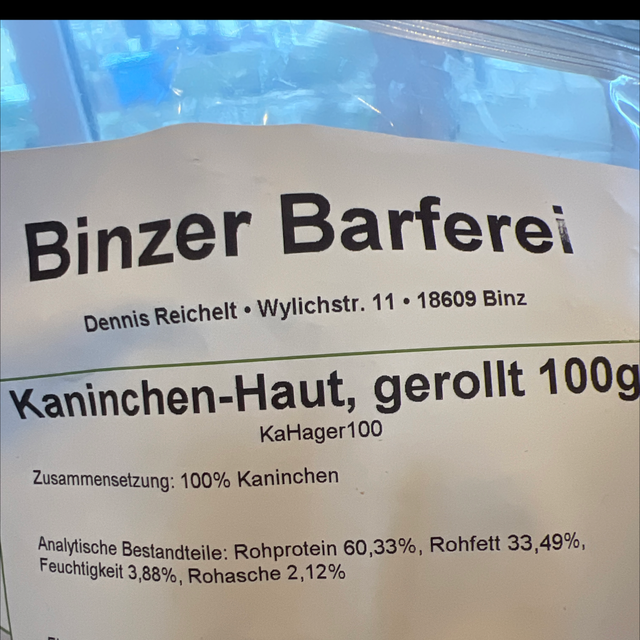 Binzer Barferei
Dennis Reichelt • Wylichstr. 11 • 18609 Binz
Kaninchen-Haut, gerollt 100g
KaHager100
Zusammensetzung: 100% Kaninchen
Analytische Bestandteile: Rohprotein 60,33%, Rohfett 33,49%,
Feuchtigkeit 3,88%, Rohasche 2,12%